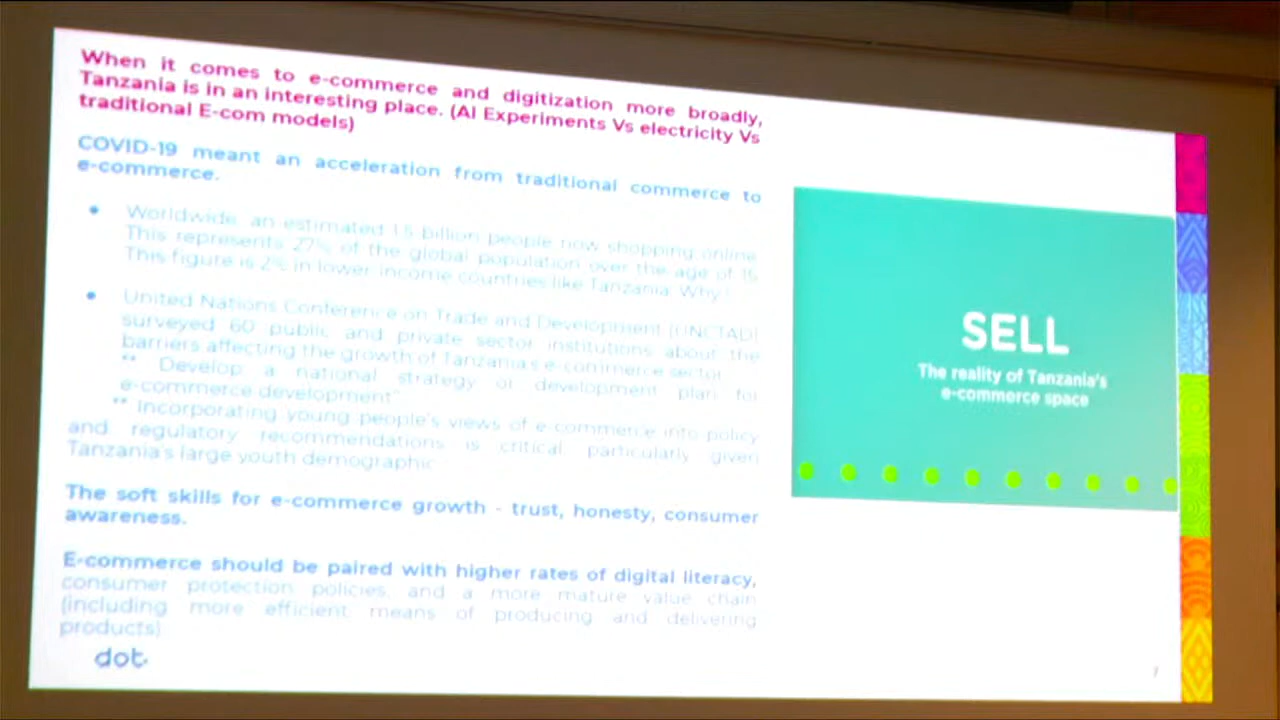 When it comes to e-commerce and digitization more broadly,
Tanzania is in an interesting place. (AI Experiments Vs electricity Vs
traditional E-com models)
COVID-19 meant an acceleration from traditional commerce to
e-commerce.
Worldwide, an estimated 1.5 billion people now shopping online.
This represents 27% of the global population over the age of 15
This figure is 2% in lower income countries like Tanzania. Why?
United Nations Conference on Trade and Development (UNCTAD)
surveyed 60 public and private sector institutions about the
barriers affecting the growth of Tanzania's e-commerce sector
** Develop a national strategy or development plan for
e-commerce development"
** Incorporating young people's views of e-commerce into policy
and regulatory recommendations is critical particularly given
Tanzania's large youth demographic
The soft skills for e-commerce growth - trust, honesty, consumer
awareness.
E-commerce should be paired with higher rates of digital literacy,
consumer protection policies, and a more mature value chain
(including more efficient means of producing and delivering
products)
dot.
SELL
The reality of Tanzania's
e-commerce space